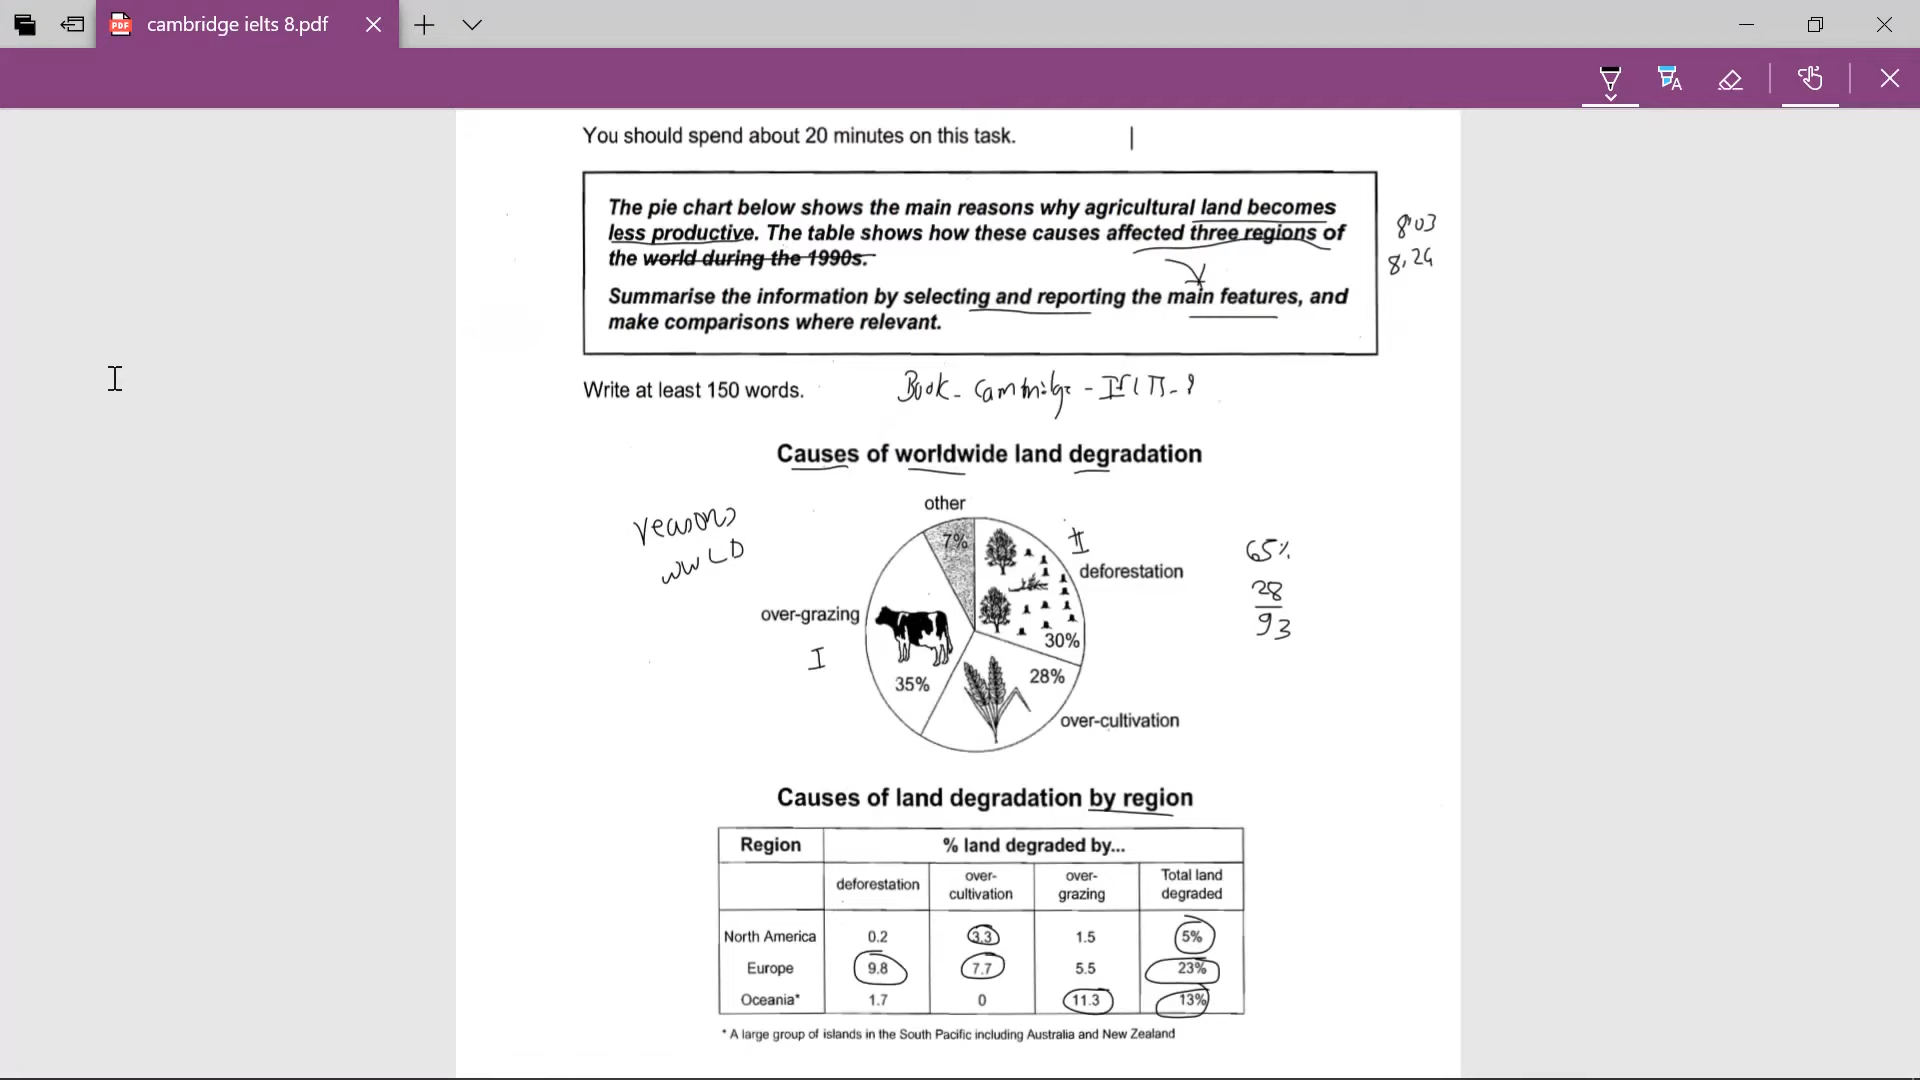 cambridge ielts 8.pdf
You should spend about 20 minutes on this task.
The pie chart below shows the main reasons why agricultural land becomes
less productive. The table shows how these causes affected three regions of
the world during the 1990s.
8:03
Summarise the information by selecting and reporting the main features, and
make comparisons where relevant.
Write at least 150 words.
Book - Cambridge - IELTS - 8
Causes of worldwide land degradation
other
7%
reasons
WWLD
II
deforestation
30%
65%
28
93
over-grazing
I
35%
28%
over-cultivation
Causes of land degradation by region
Region % land degraded by...
deforestation over-cultivation over-grazing Total land degraded
North America 0.2 3.3 1.5 5%
Europe 9.8 7.7 5.5 23%
Oceania* 1.7 0 11.3 13%
* A large group of islands in the South Pacific including Australia and New Zealand